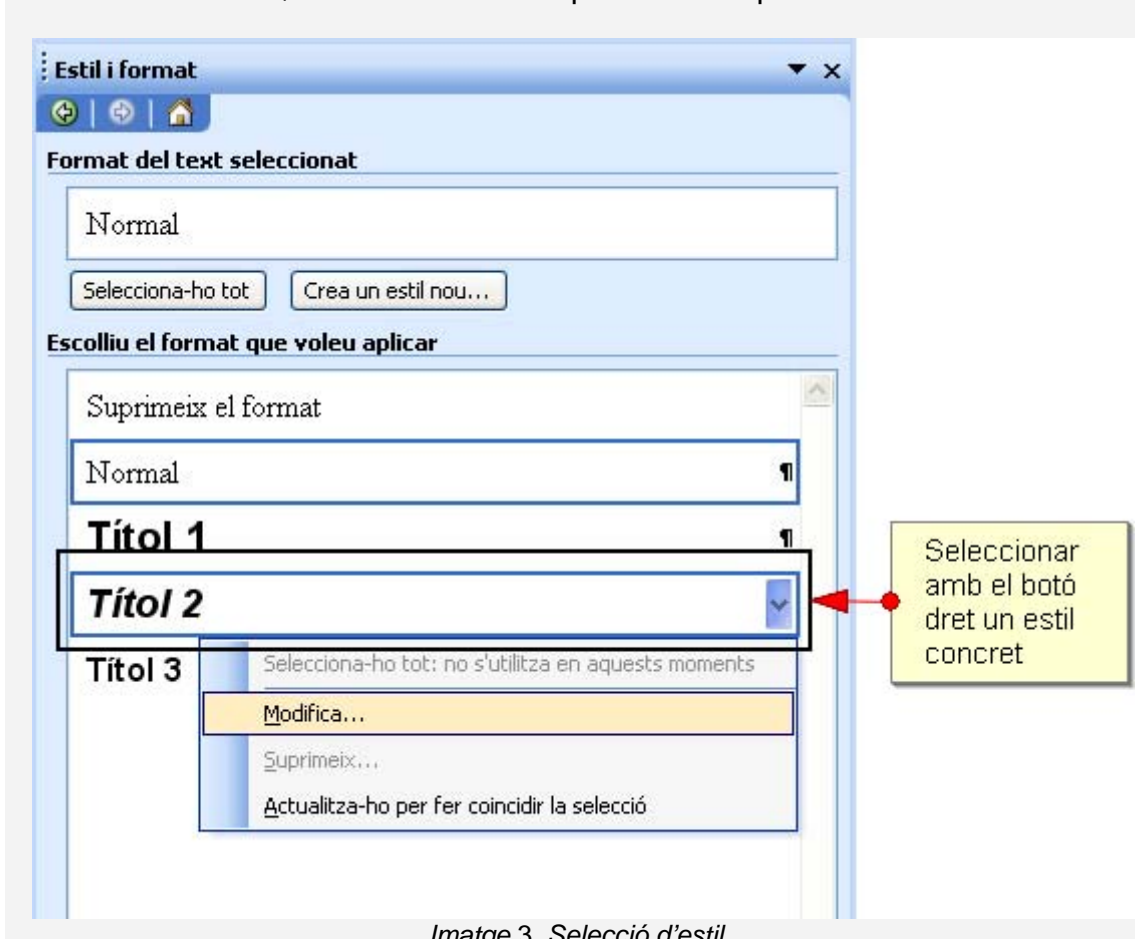 Estil i format
Format del text seleccionat
Normal
Selecciona-ho tot
Crea un estil nou...
Escolliu el format que voleu aplicar
Suprimeix el format
Normal ¶
Títol 1 ¶
Títol 2
Títol 3
Selecciona-ho tot: no s'utilitza en aquests moments
Modifica...
Suprimeix...
Actualitza-ho per fer coincidir la selecció
Seleccionar
amb el botó
dret un estil
concret
Imatge 3. Selecció d'estil